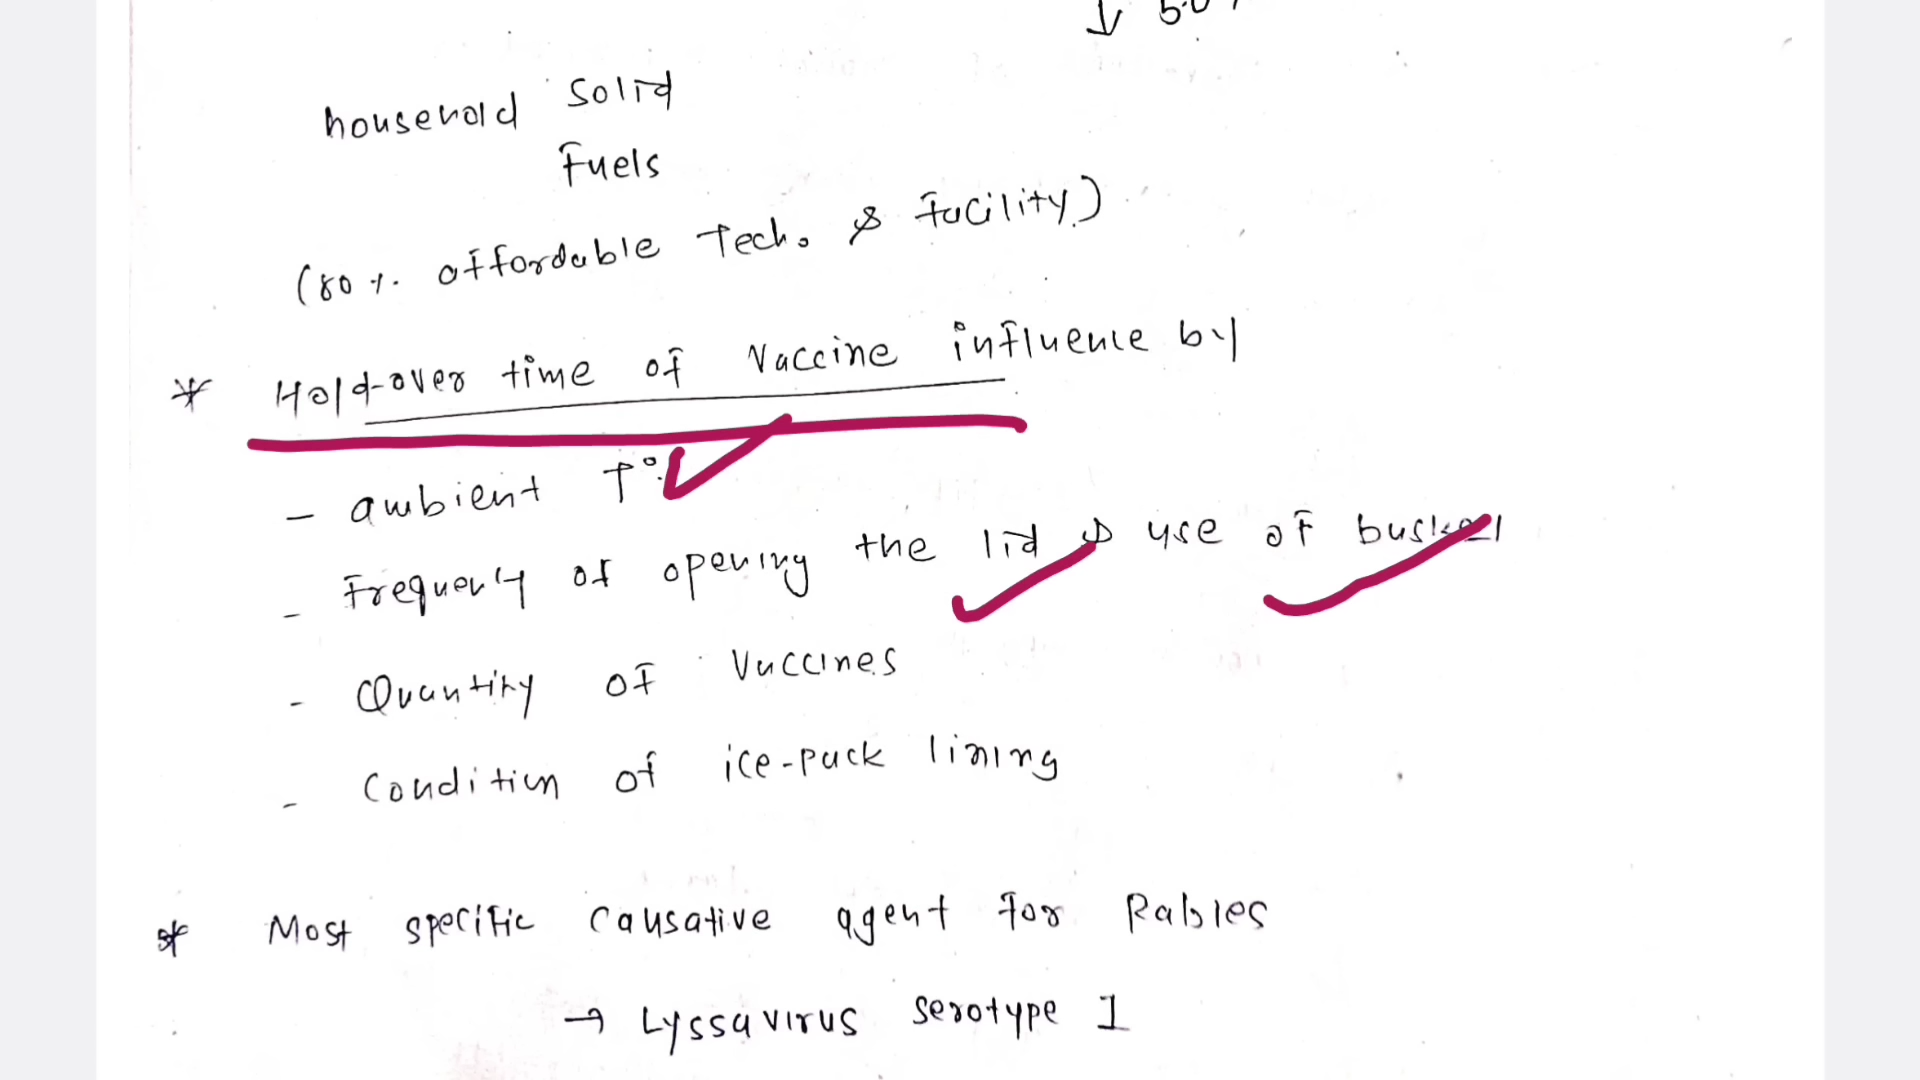 ↓ 5.0
household Solid
Fuels
(80 %. affordable Tech. & facility)
* Hold-over time of Vaccine influence by
- ambient T°
- Frequency of opening the lid & use of basket
- Quantity of Vaccines
- Condition of ice-pack lining
* Most specific causative agent for Rabies
→ Lyssavirus serotype I